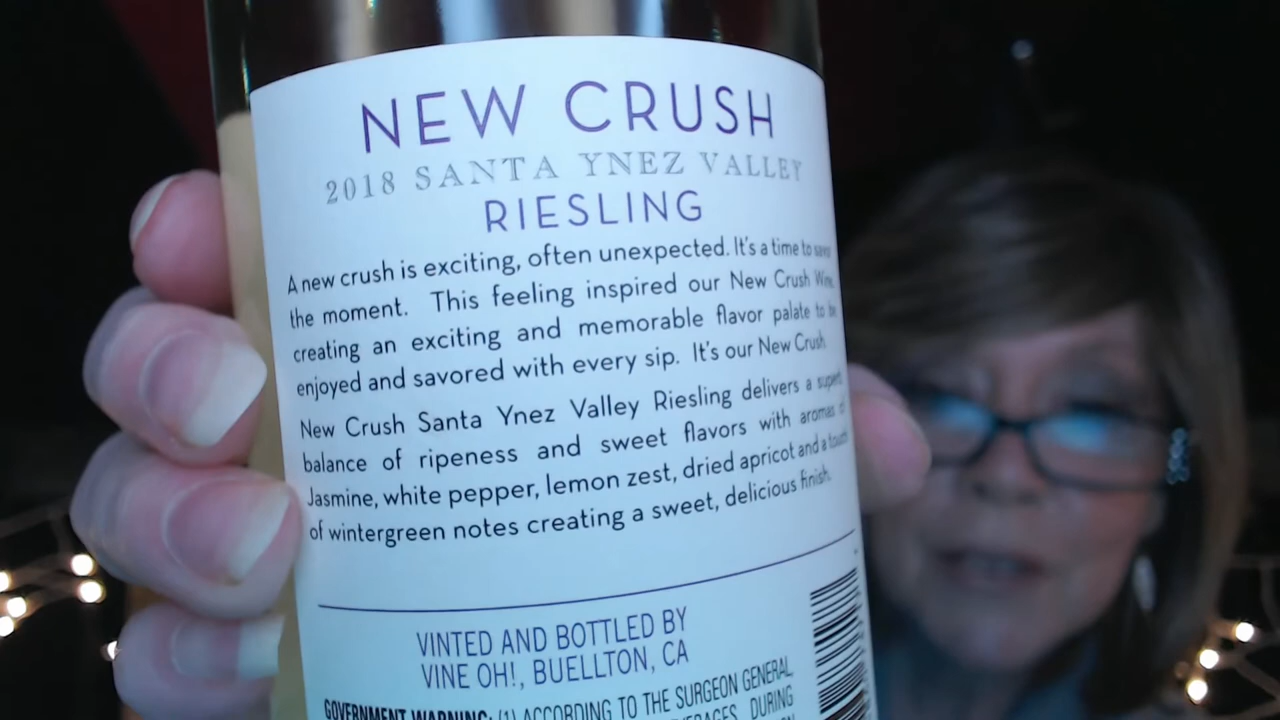 NEW CRUSH
2018 SANTA YNEZ VALLEY
RIESLING
A new crush is exciting, often unexpected. It's a time to savor
the moment. This feeling inspired our New Crush
creating an exciting and memorable flavor palate to be
enjoyed and savored with every sip. It's our New Crush.
New Crush Santa Ynez Valley Riesling delivers a superb
balance of ripeness and sweet flavors with aromas of
Jasmine, white pepper, lemon zest, dried apricot and a touch
of wintergreen notes creating a sweet, delicious finish.
VINTED AND BOTTLED BY
VINE OH!, BUELLTON, CA
GOVERNMENT WARNING: (1) ACCORDING TO THE SURGEON GENERAL,
DURING